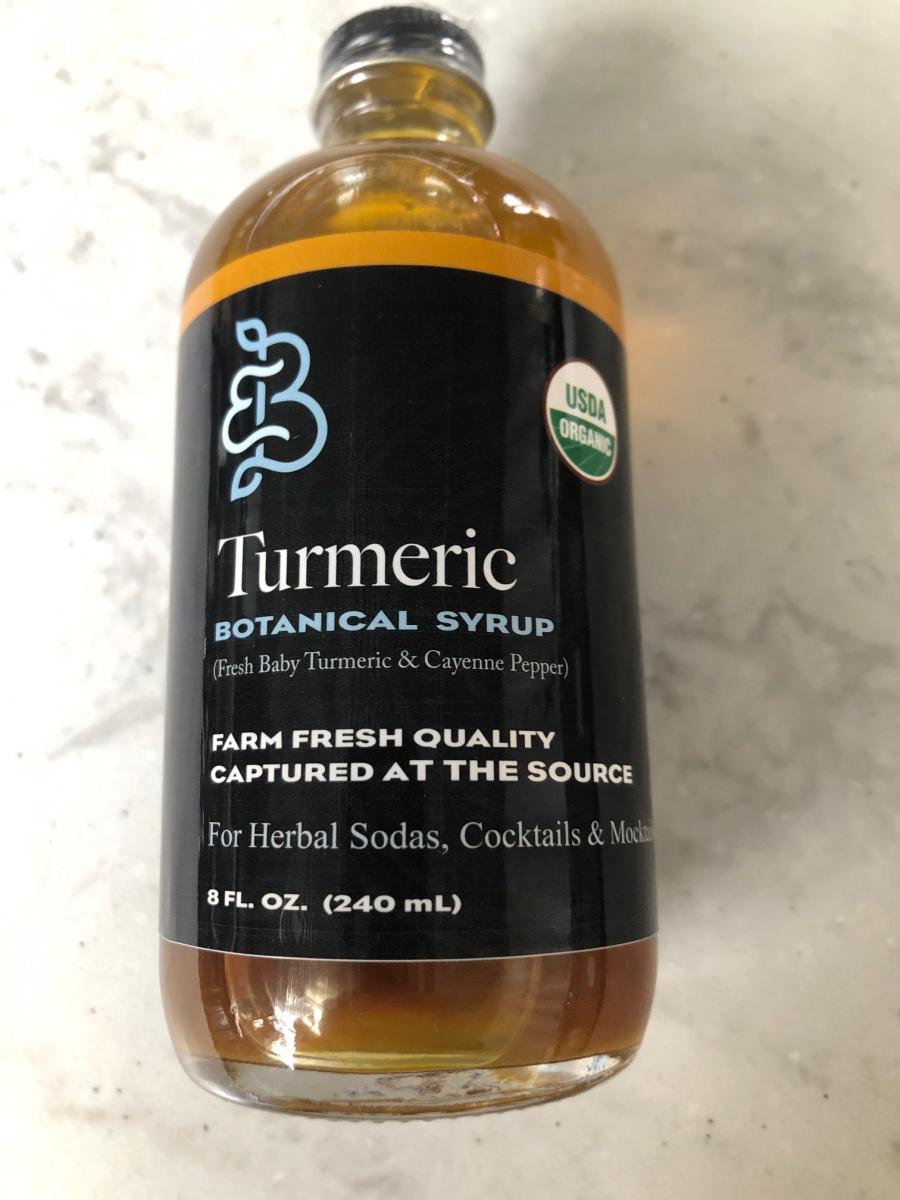 USDA
ORGANIC
Turmeric
BOTANICAL SYRUP
(Fresh Baby Turmeric & Cayenne Pepper)
FARM FRESH QUALITY
CAPTURED AT THE SOURCE
For Herbal Sodas, Cocktails &
8 FL. OZ. (240 mL)